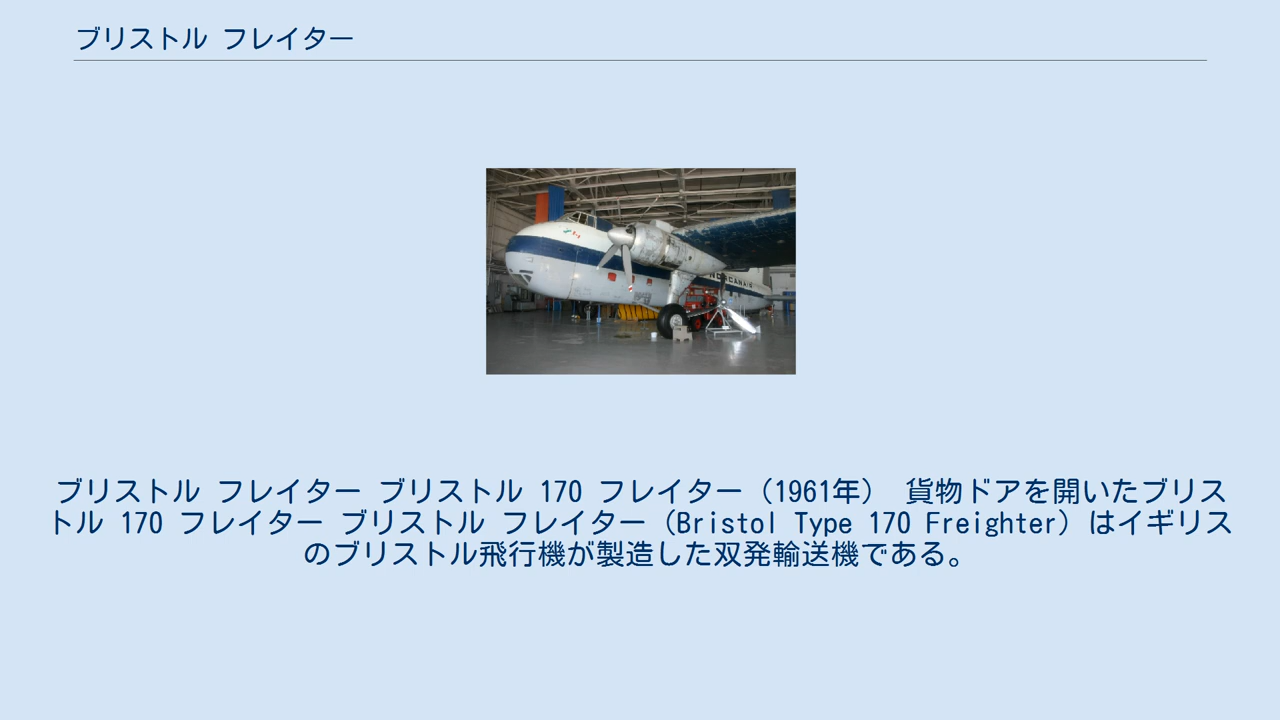 ブリストル フレイター
ブリストル フレイター ブリストル 170 フレイター（1961年） 貨物ドアを開いたブリス
トル 170 フレイター ブリストル フレイター（Bristol Type 170 Freighter）はイギリス
のブリストル飛行機が製造した双発輸送機である。